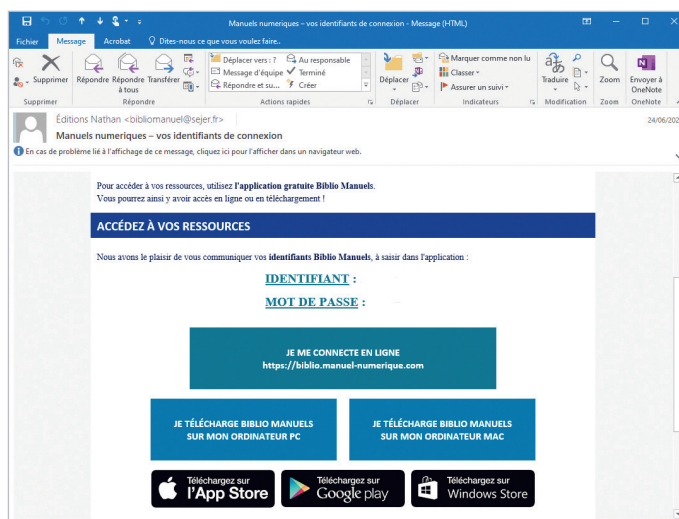 Manuels numeriques – vos identifiants de connexion - Message (HTML)
Fichier Message Acrobat Dites-nous ce que vous voulez faire..
Supprimer
Répondre Répondre à tous Transférer
Déplacer vers : ? Au responsable
Message d'équipe Terminé
Répondre et su... Créer
Déplacer
Marquer comme non lu
Classer
Assurer un suivi
Traduire
Zoom
Envoyer à OneNote
Supprimer Répondre Actions rapides Déplacer Indicateurs Modification Zoom OneNote
Éditions Nathan <bibliomanuel@sejer.fr>
24/06/202
Manuels numeriques – vos identifiants de connexion
En cas de problème lié à l'affichage de ce message, cliquez ici pour l'afficher dans un navigateur web.
Pour accéder à vos ressources, utilisez l'application gratuite Biblio Manuels.
Vous pourrez ainsi y avoir accès en ligne ou en téléchargement !
ACCÉDEZ À VOS RESSOURCES
Nous avons le plaisir de vous communiquer vos identifiants Biblio Manuels, à saisir dans l'application :
IDENTIFIANT :
MOT DE PASSE :
JE ME CONNECTE EN LIGNE
https://biblio.manuel-numerique.com
JE TÉLÉCHARGE BIBLIO MANUELS
SUR MON ORDINATEUR PC
JE TÉLÉCHARGE BIBLIO MANUELS
SUR MON ORDINATEUR MAC
Téléchargez sur
l'App Store
Téléchargez sur
Google play
Téléchargez sur
Windows Store